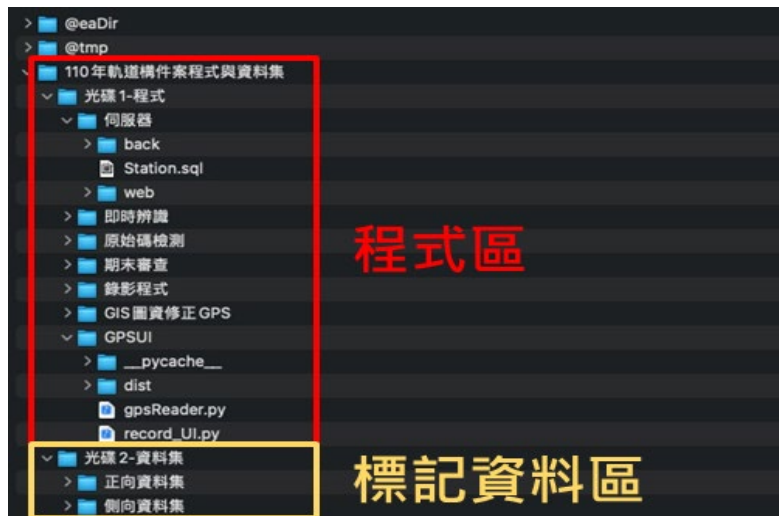 @eaDir
@tmp
110年軌道構件案程式與資料集
光碟1-程式
伺服器
back
Station.sql
web
即時辨識
原始碼檢測
期末審查
錄影程式
GIS圖資修正GPS
GPSUI
__pycache__
dist
gpsReader.py
record_UI.py
光碟2-資料集
正向資料集
側向資料集
程式區
標記資料區